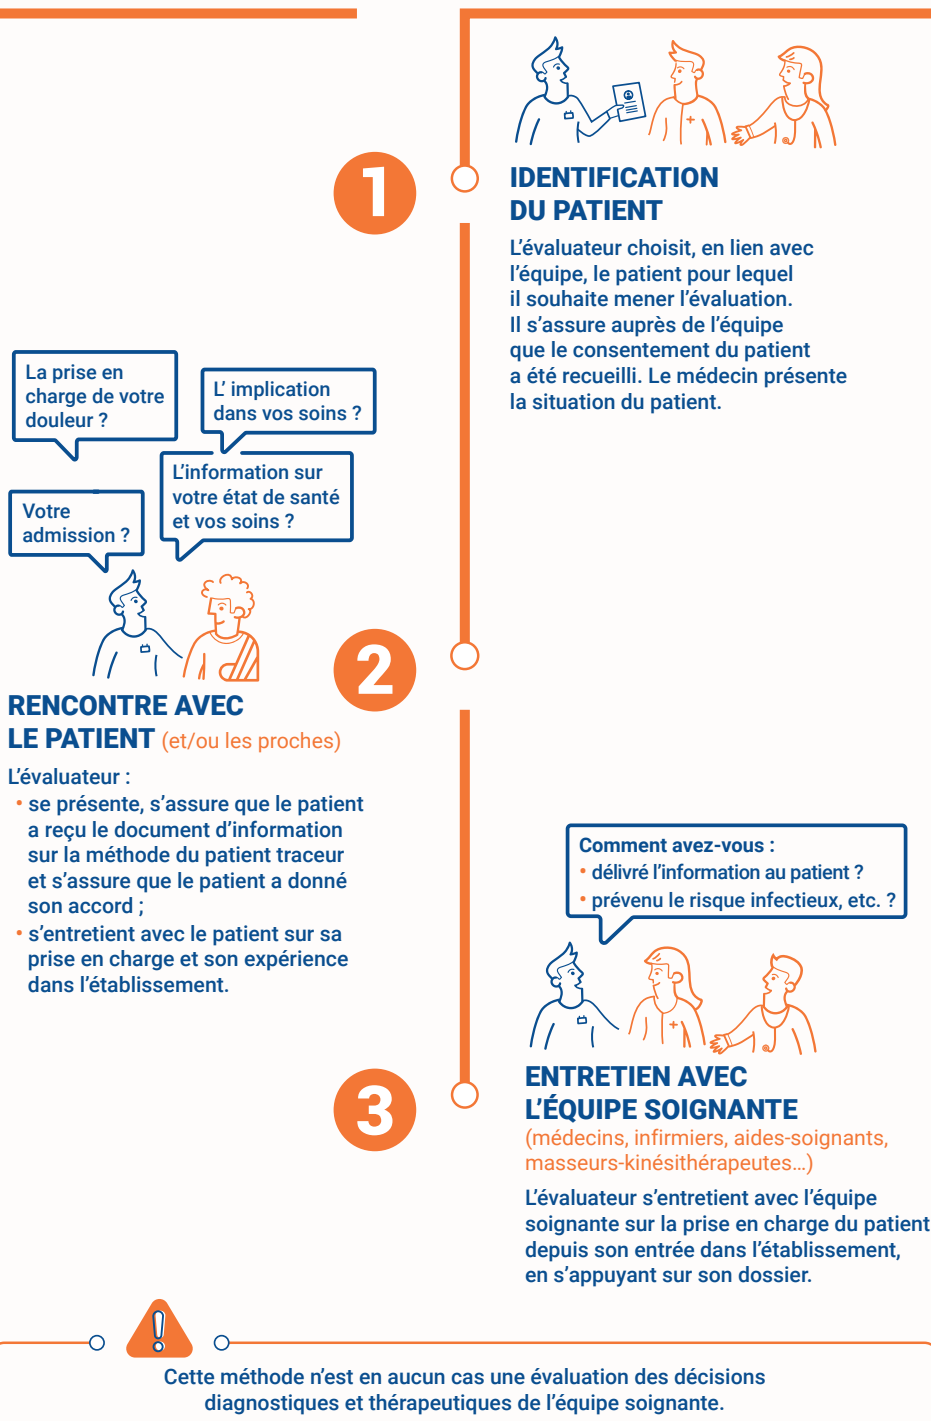 1
IDENTIFICATION
DU PATIENT
L’évaluateur choisit, en lien avec
l’équipe, le patient pour lequel
il souhaite mener l’évaluation.
Il s’assure auprès de l’équipe
que le consentement du patient
a été recueilli. Le médecin présente
la situation du patient.
La prise en
charge de votre
douleur ?
L’ implication
dans vos soins ?
L’information sur
votre état de santé
et vos soins ?
Votre
admission ?
2
RENCONTRE AVEC
LE PATIENT (et/ou les proches)
L’évaluateur :
• se présente, s’assure que le patient
a reçu le document d’information
sur la méthode du patient traceur
et s’assure que le patient a donné
son accord ;
• s’entretient avec le patient sur sa
prise en charge et son expérience
dans l’établissement.
Comment avez-vous :
• délivré l’information au patient ?
• prévenu le risque infectieux, etc. ?
3
ENTRETIEN AVEC
L’ÉQUIPE SOIGNANTE
(médecins, infirmiers, aides-soignants,
masseurs-kinésithérapeutes…)
L’évaluateur s’entretient avec l’équipe
soignante sur la prise en charge du patient
depuis son entrée dans l’établissement,
en s’appuyant sur son dossier.
Cette méthode n’est en aucun cas une évaluation des décisions
diagnostiques et thérapeutiques de l’équipe soignante.